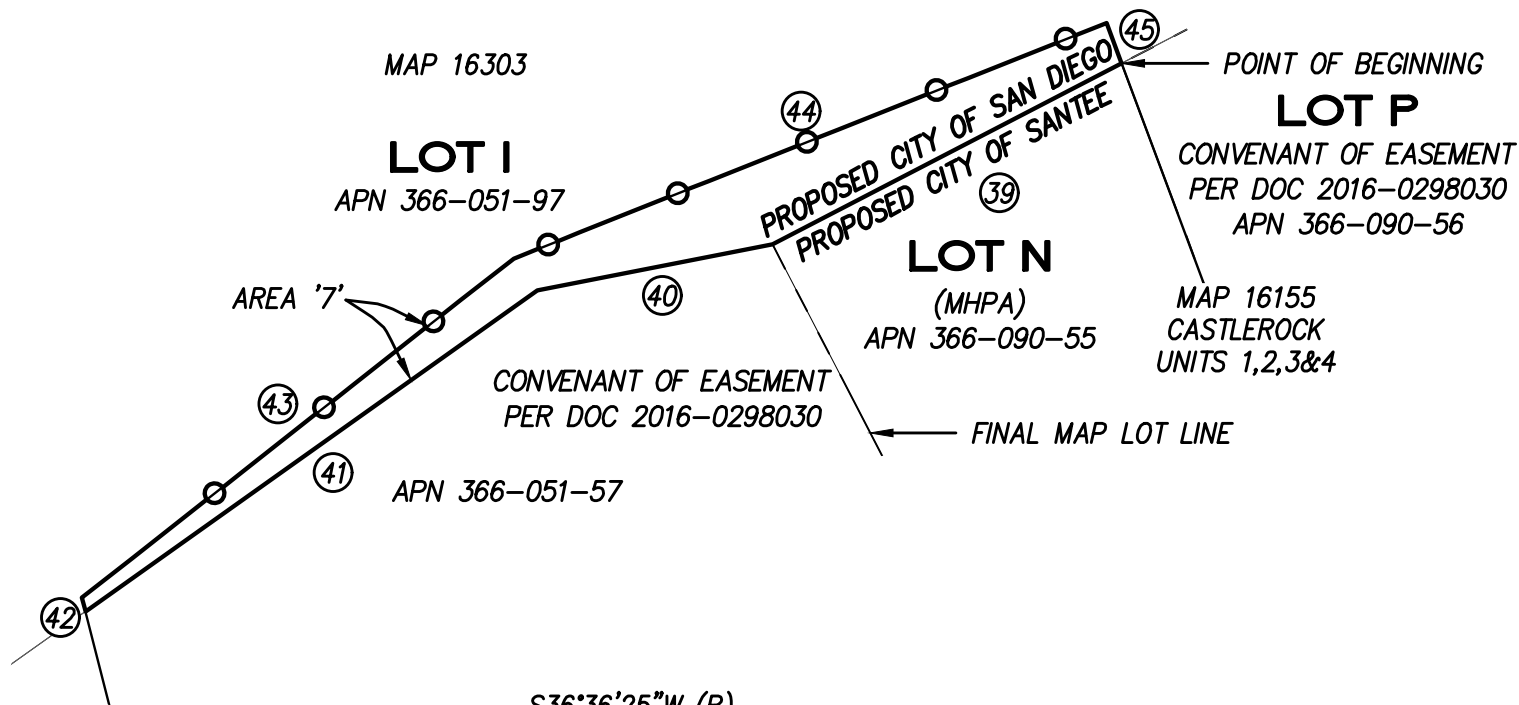 MAP 16303
45
POINT OF BEGINNING
LOT P
CONVENANT OF EASEMENT
PER DOC 2016-0298030
APN 366-090-56
44
PROPOSED CITY OF SAN DIEGO
PROPOSED CITY OF SANTEE
39
LOT I
APN 366-051-97
LOT N
(MHPA)
APN 366-090-55
MAP 16155
CASTLEROCK
UNITS 1,2,3&4
AREA '7'
40
CONVENANT OF EASEMENT
PER DOC 2016-0298030
43
FINAL MAP LOT LINE
41
APN 366-051-57
42
S36°36'25"W (R)